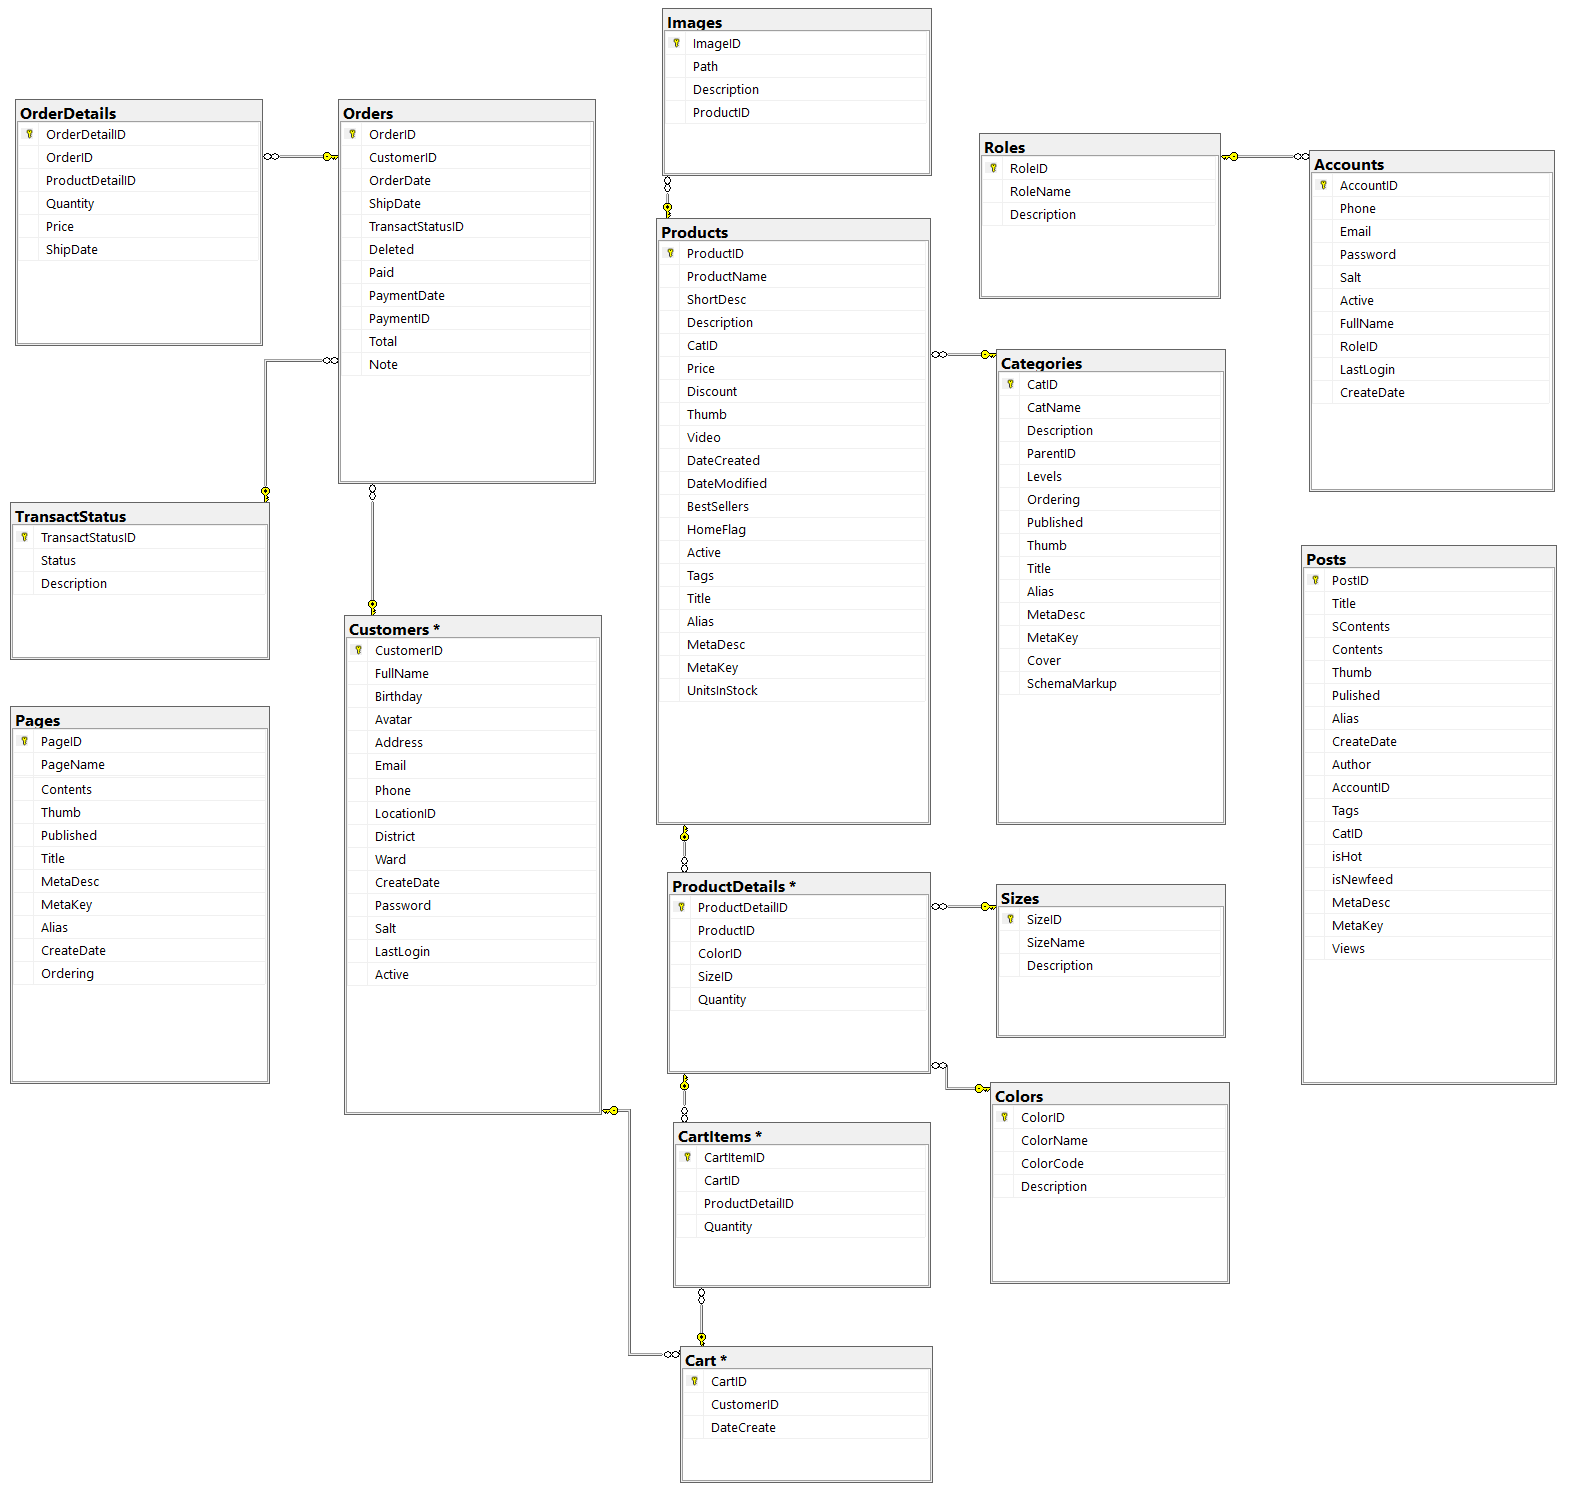 Images
ImageID
Path
Description
ProductID
OrderDetails
OrderDetailID
OrderID
ProductDetailID
Quantity
Price
ShipDate
Orders
OrderID
CustomerID
OrderDate
ShipDate
TransactStatusID
Deleted
Paid
PaymentDate
PaymentID
Total
Note
Roles
RoleID
RoleName
Description
Accounts
AccountID
Phone
Email
Password
Salt
Active
FullName
RoleID
LastLogin
CreateDate
Products
ProductID
ProductName
ShortDesc
Description
CatID
Price
Discount
Thumb
Video
DateCreated
DateModified
BestSellers
HomeFlag
Active
Tags
Title
Alias
MetaDesc
MetaKey
UnitsInStock
Categories
CatID
CatName
Description
ParentID
Levels
Ordering
Published
Thumb
Title
Alias
MetaDesc
MetaKey
Cover
SchemaMarkup
TransactStatus
TransactStatusID
Status
Description
Posts
PostID
Title
SContents
Contents
Thumb
Pulished
Alias
CreateDate
Author
AccountID
Tags
CatID
isHot
isNewfeed
MetaDesc
MetaKey
Views
Customers *
CustomerID
FullName
Birthday
Avatar
Address
Email
Phone
LocationID
District
Ward
CreateDate
Password
Salt
LastLogin
Active
Pages
PageID
PageName
Contents
Thumb
Published
Title
MetaDesc
MetaKey
Alias
CreateDate
Ordering
ProductDetails *
ProductDetailID
ProductID
ColorID
SizeID
Quantity
Sizes
SizeID
SizeName
Description
Colors
ColorID
ColorName
ColorCode
Description
CartItems *
CartItemID
CartID
ProductDetailID
Quantity
Cart *
CartID
CustomerID
DateCreate